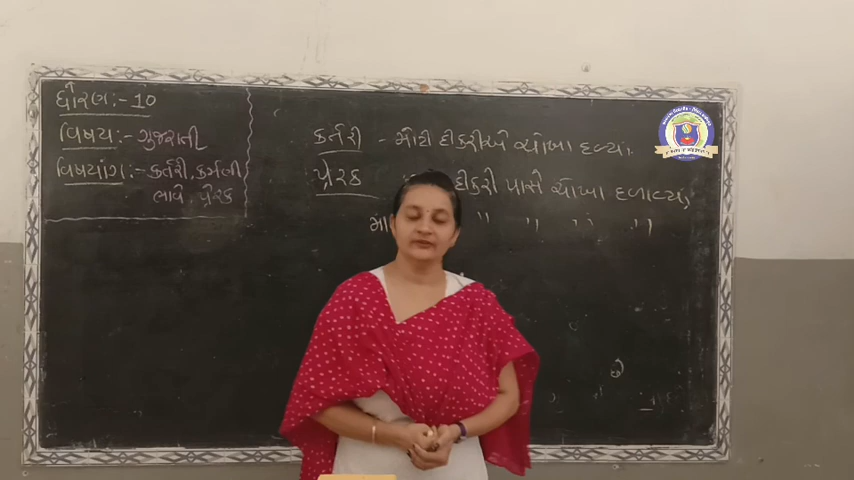 ધોરણ:- 10
વિષય:- ગુજરાતી
વિષયાંગ:- કર્તરી, કર્મણી
ભાવે, પ્રેરક
કર્તરી - મોટી દીકરીએ ચોખા દળ્યાં.
પ્રેરક દીકરી પાસે ચોખા દળાવ્યાં,
" " " "